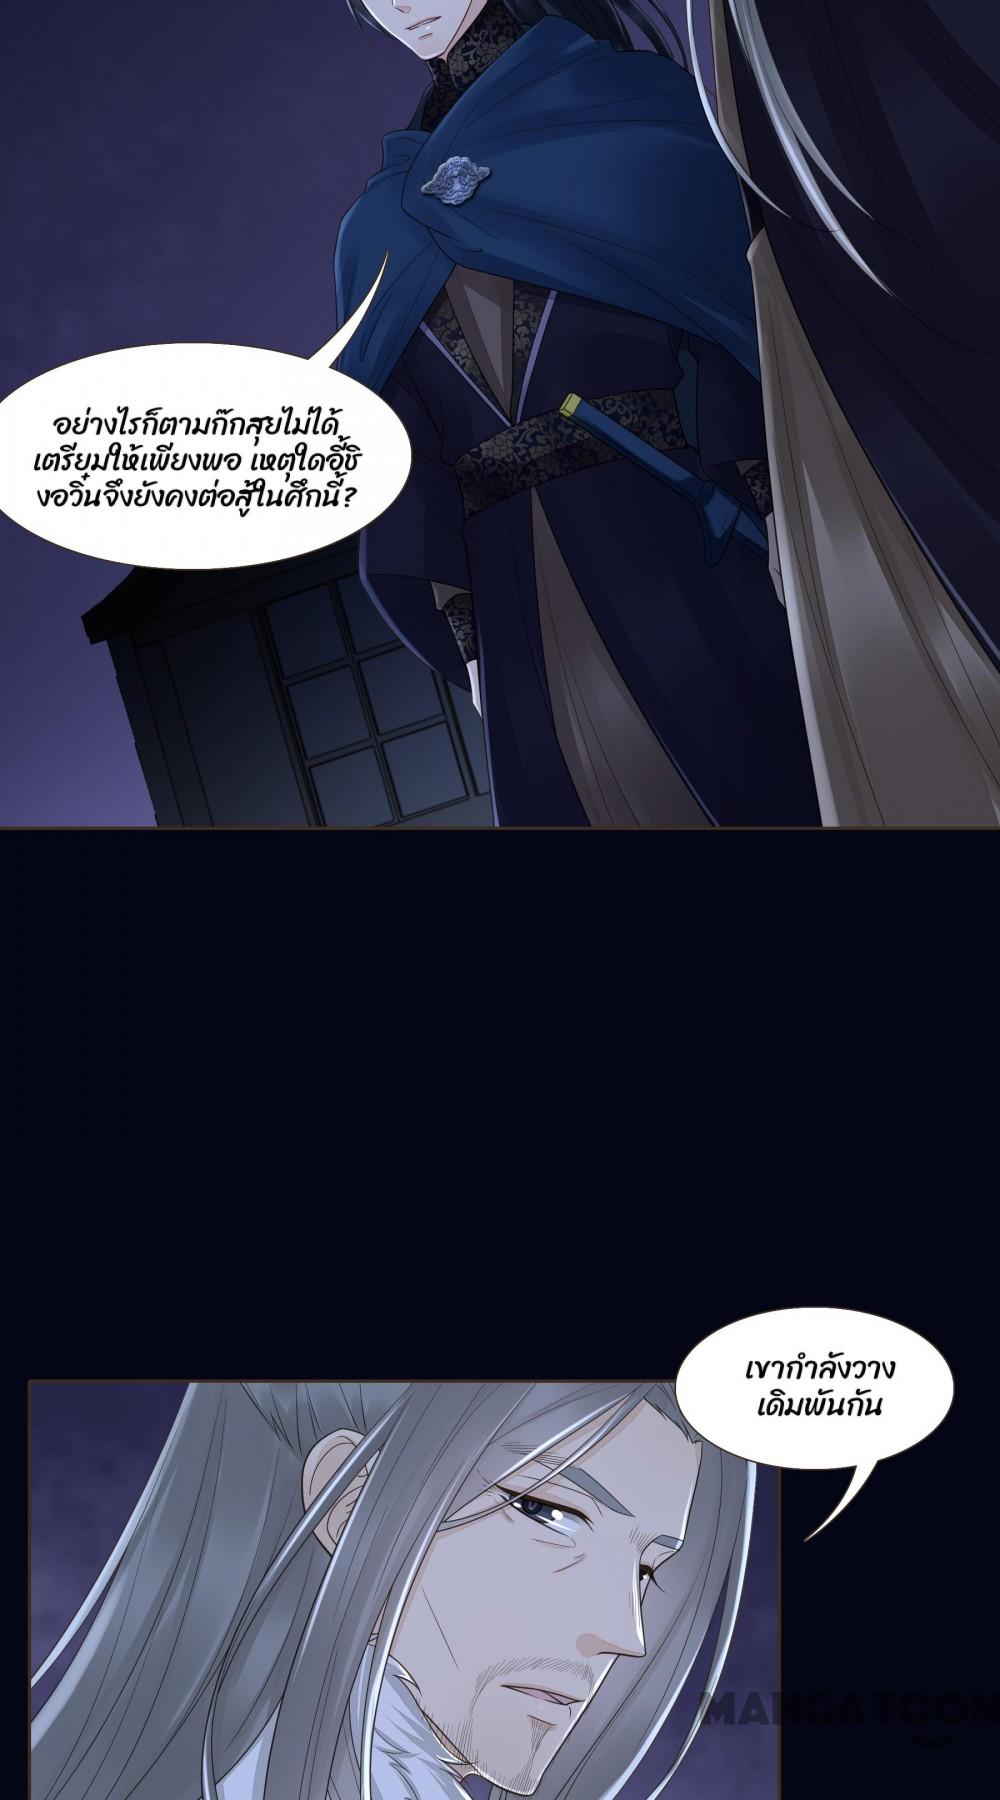 อย่างไรก็ตามก๊กสุยไม่ได้
เตรียมให้เพียงพอ เหตุใดอี้ชิ
งอวิ๋นจึงยังคงต่อสู้ในศึกนี้?
เขากำลังวาง
เดิมพันกัน
MANGATOON